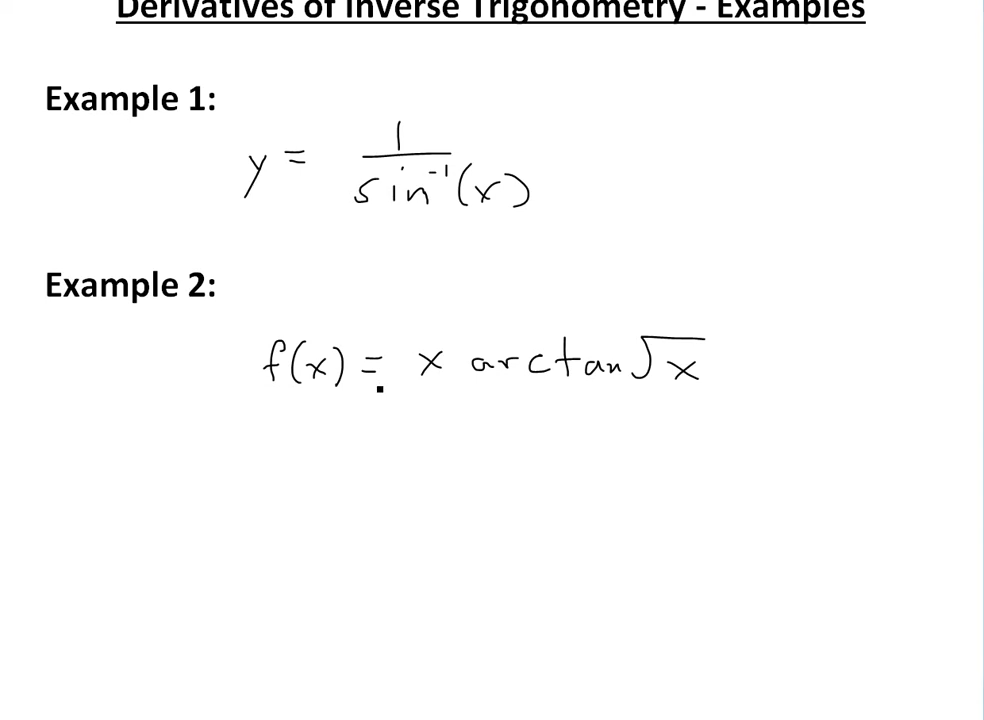 Derivatives of Inverse Trigonometry - Examples
Example 1:
y = 1 / sin⁻¹(x)
Example 2:
f(x) = x arctan √x